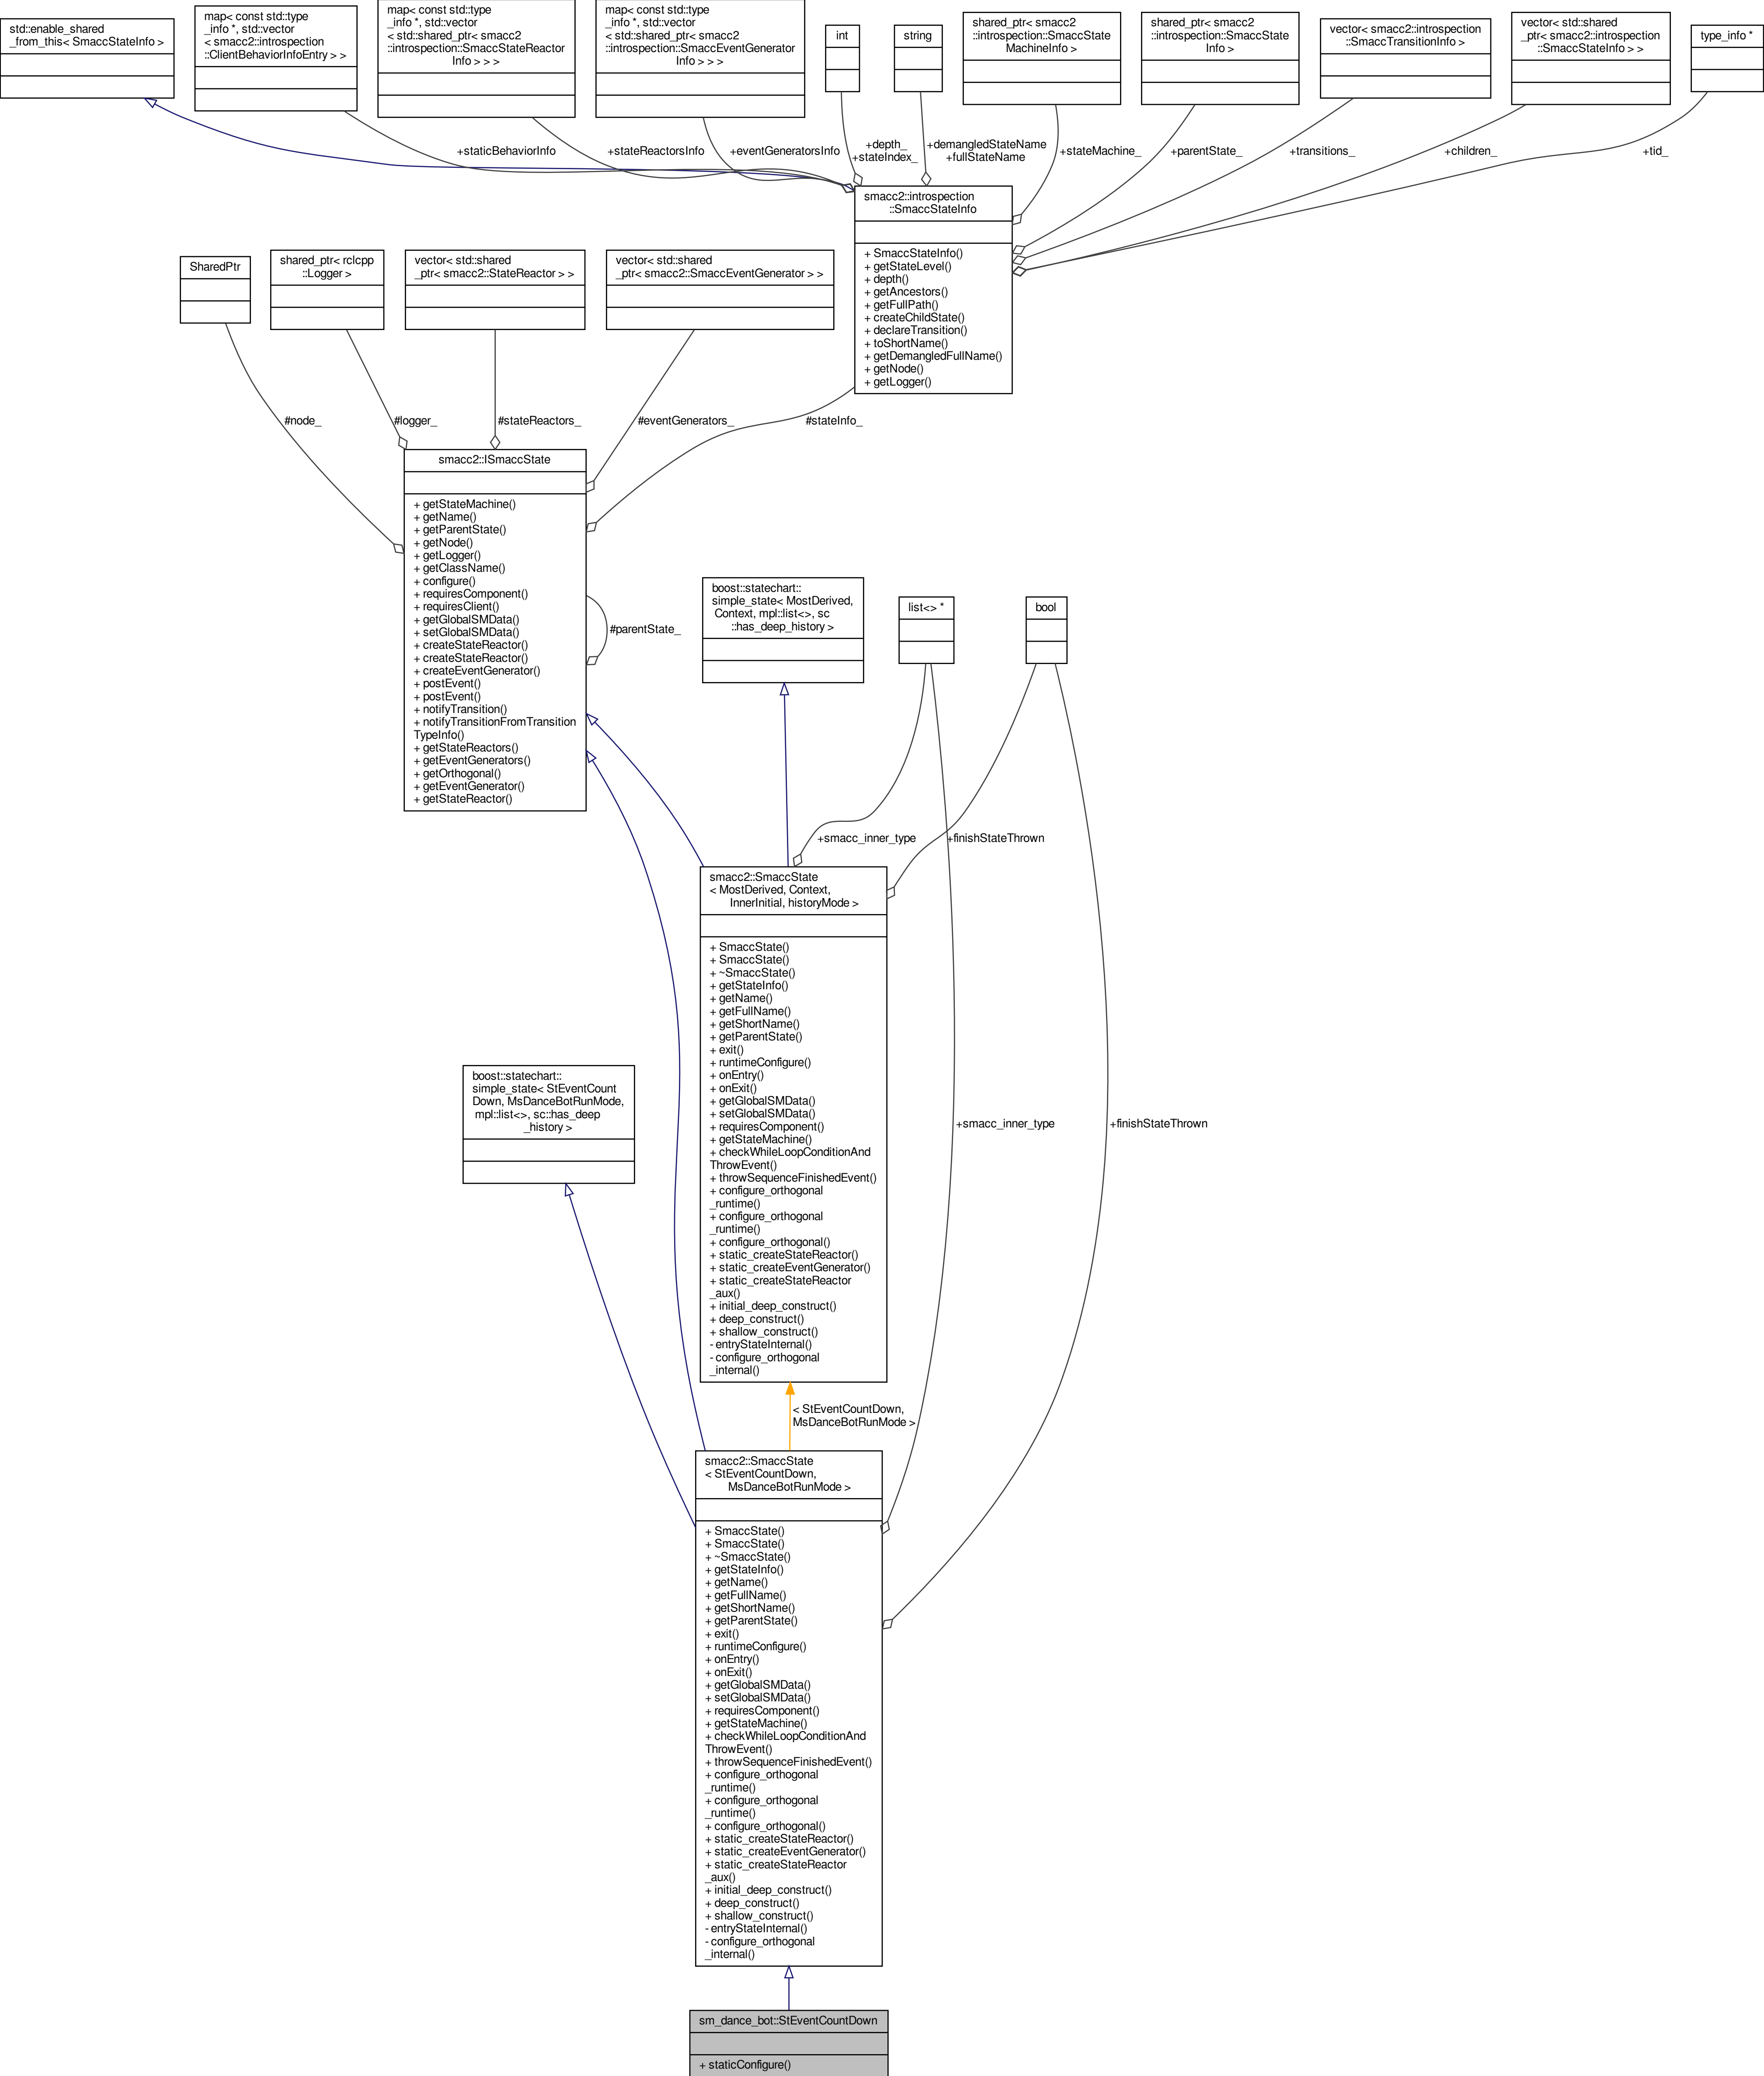 std::enable_shared
_from_this< SmaccStateInfo >
map< const std::type
_info *, std::vector
< smacc2::introspection
::ClientBehaviorInfoEntry > >
map< const std::type
_info *, std::vector
< std::shared_ptr< smacc2
::introspection::SmaccStateReactor
Info > > >
map< const std::type
_info *, std::vector
< std::shared_ptr< smacc2
::introspection::SmaccEventGenerator
Info > > >
int
string
shared_ptr< smacc2
::introspection::SmaccState
MachineInfo >
shared_ptr< smacc2
::introspection::SmaccState
Info >
vector< smacc2::introspection
::SmaccTransitionInfo >
vector< std::shared
_ptr< smacc2::introspection
::SmaccStateInfo > >
type_info *
+staticBehaviorInfo
+stateReactorsInfo
+eventGeneratorsInfo
+depth_
+stateIndex_
+demangledStateName
+fullStateName
+stateMachine_
+parentState_
+transitions_
+children_
+tid_
smacc2::introspection
::SmaccStateInfo
+ SmaccStateInfo()
+ getStateLevel()
+ depth()
+ getAncestors()
+ getFullPath()
+ createChildState()
+ declareTransition()
+ toShortName()
+ getDemangledFullName()
+ getNode()
+ getLogger()
SharedPtr
shared_ptr< rclcpp
::Logger >
vector< std::shared
_ptr< smacc2::StateReactor > >
vector< std::shared
_ptr< smacc2::SmaccEventGenerator > >
#node_
#logger_
#stateReactors_
#eventGenerators_
#stateInfo_
smacc2::ISmaccState
+ getStateMachine()
+ getName()
+ getParentState()
+ getNode()
+ getLogger()
+ getClassName()
+ configure()
+ requiresComponent()
+ requiresClient()
+ getGlobalSMData()
+ setGlobalSMData()
+ createStateReactor()
+ createStateReactor()
+ createEventGenerator()
+ postEvent()
+ postEvent()
+ notifyTransition()
+ notifyTransitionFromTransition
TypeInfo()
+ getStateReactors()
+ getEventGenerators()
+ getOrthogonal()
+ getEventGenerator()
+ getStateReactor()
#parentState_
boost::statechart::
simple_state< MostDerived,
Context, mpl::list<>, sc
::has_deep_history >
list<> *
bool
+smacc_inner_type
+finishStateThrown
smacc2::SmaccState
< MostDerived, Context,
InnerInitial, historyMode >
+ SmaccState()
+ SmaccState()
+ ~SmaccState()
+ getStateInfo()
+ getName()
+ getFullName()
+ getShortName()
+ getParentState()
+ exit()
+ runtimeConfigure()
+ onEntry()
+ onExit()
+ getGlobalSMData()
+ setGlobalSMData()
+ requiresComponent()
+ getStateMachine()
+ checkWhileLoopConditionAnd
ThrowEvent()
+ throwSequenceFinishedEvent()
+ configure_orthogonal
_runtime()
+ configure_orthogonal
_runtime()
+ configure_orthogonal()
+ static_createStateReactor()
+ static_createEventGenerator()
+ static_createStateReactor
_aux()
+ initial_deep_construct()
+ deep_construct()
+ shallow_construct()
- entryStateInternal()
- configure_orthogonal
_internal()
boost::statechart::
simple_state< StEventCount
Down, MsDanceBotRunMode,
mpl::list<>, sc::has_deep
_history >
+smacc_inner_type
+finishStateThrown
< StEventCountDown,
MsDanceBotRunMode >
smacc2::SmaccState
< StEventCountDown,
MsDanceBotRunMode >
+ SmaccState()
+ SmaccState()
+ ~SmaccState()
+ getStateInfo()
+ getName()
+ getFullName()
+ getShortName()
+ getParentState()
+ exit()
+ runtimeConfigure()
+ onEntry()
+ onExit()
+ getGlobalSMData()
+ setGlobalSMData()
+ requiresComponent()
+ getStateMachine()
+ checkWhileLoopConditionAnd
ThrowEvent()
+ throwSequenceFinishedEvent()
+ configure_orthogonal
_runtime()
+ configure_orthogonal
_runtime()
+ configure_orthogonal()
+ static_createStateReactor()
+ static_createEventGenerator()
+ static_createStateReactor
_aux()
+ initial_deep_construct()
+ deep_construct()
+ shallow_construct()
- entryStateInternal()
- configure_orthogonal
_internal()
sm_dance_bot::StEventCountDown
+ staticConfigure()